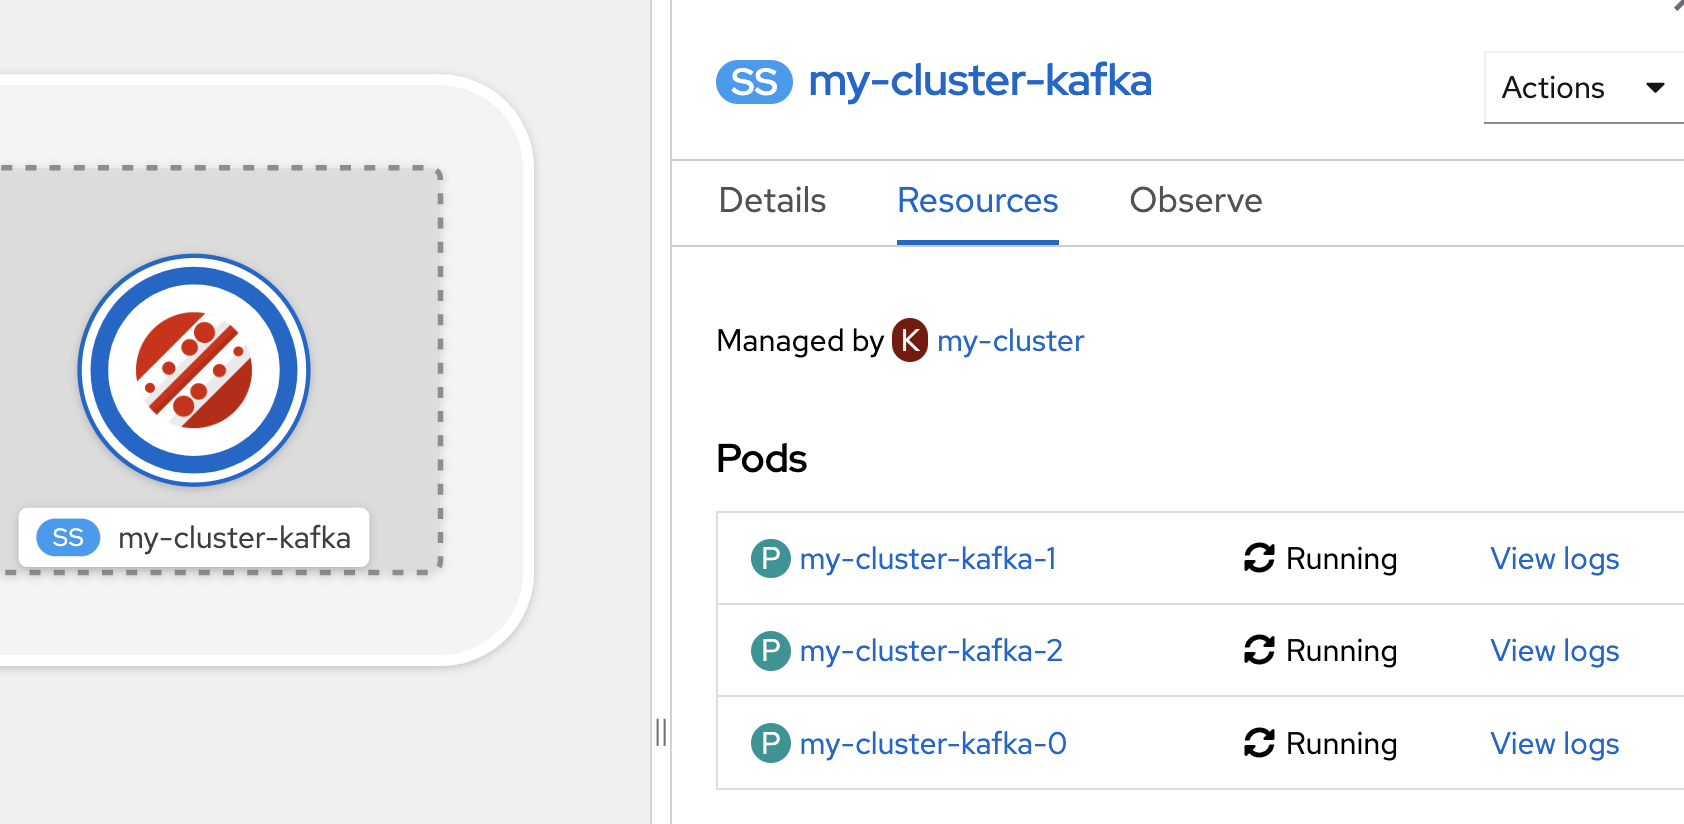 SS my-cluster-kafka
SS my-cluster-kafka
Actions
Details Resources Observe
Managed by K my-cluster
Pods
P my-cluster-kafka-1 Running View logs
P my-cluster-kafka-2 Running View logs
P my-cluster-kafka-0 Running View logs